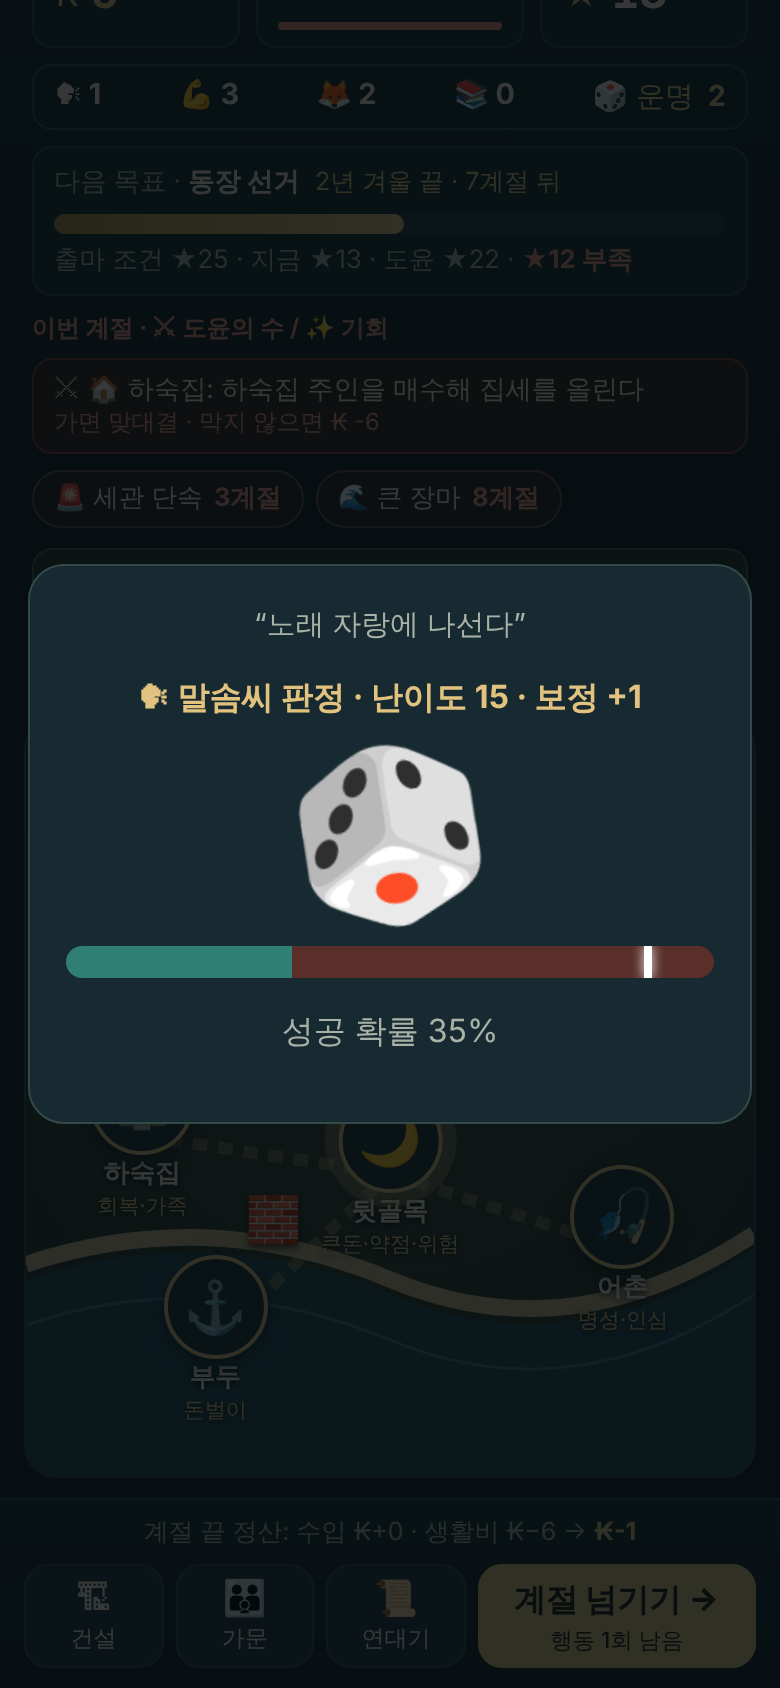 🗣 1 💪 3 🦊 2 📚 0 🎲 운명 2
다음 목표 · 동장 선거 2년 겨울 끝 · 7계절 뒤
출마 조건 ★25 · 지금 ★13 · 도윤 ★22 · ★12 부족
이번 계절 · ⚔ 도윤의 수 / ✨ 기회
⚔ 🏠 하숙집: 하숙집 주인을 매수해 집세를 올린다
가면 맞대결 · 막지 않으면 ₭ -6
🚨 세관 단속 3계절 🌊 큰 장마 8계절
“노래 자랑에 나선다”
🗣 말솜씨 판정 · 난이도 15 · 보정 +1
성공 확률 35%
하숙집
회복·가족
뒷골목
큰돈·약점·위험
어촌
명성·인심
부두
돈벌이
계절 끝 정산: 수입 ₭+0 · 생활비 ₭−6 → ₭-1
건설 가문 연대기 계절 넘기기 →
행동 1회 남음